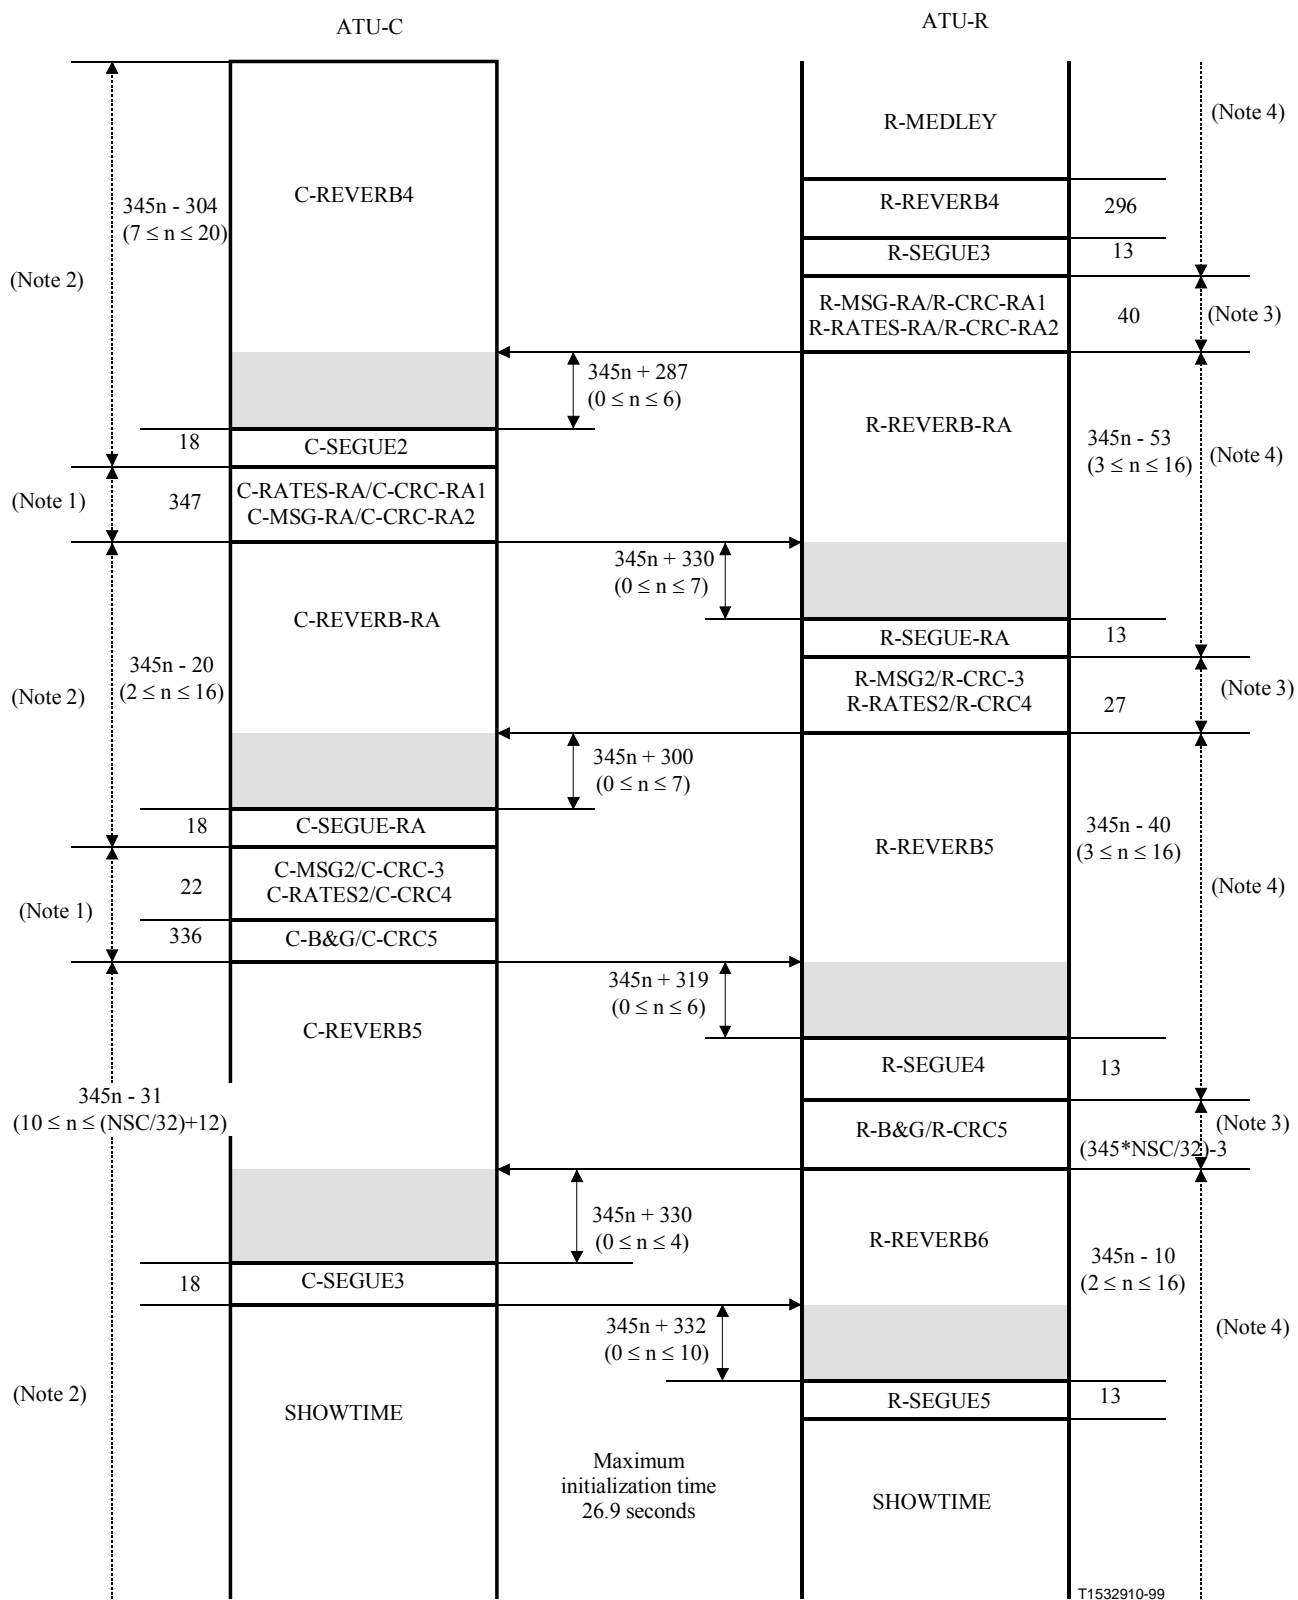 ATU-C
ATU-R
R-MEDLEY
(Note 4)
C-REVERB4
345n - 304
(7 ≤ n ≤ 20)
R-REVERB4
296
R-SEGUE3
13
(Note 2)
R-MSG-RA/R-CRC-RA1
R-RATES-RA/R-CRC-RA2
40
(Note 3)
345n + 287
(0 ≤ n ≤ 6)
R-REVERB-RA
345n - 53
(3 ≤ n ≤ 16)
(Note 4)
18
C-SEGUE2
(Note 1)
347
C-RATES-RA/C-CRC-RA1
C-MSG-RA/C-CRC-RA2
345n + 330
(0 ≤ n ≤ 7)
C-REVERB-RA
R-SEGUE-RA
13
345n - 20
(2 ≤ n ≤ 16)
(Note 2)
R-MSG2/R-CRC-3
R-RATES2/R-CRC4
27
(Note 3)
345n + 300
(0 ≤ n ≤ 7)
18
C-SEGUE-RA
R-REVERB5
345n - 40
(3 ≤ n ≤ 16)
(Note 4)
C-MSG2/C-CRC-3
C-RATES2/C-CRC4
22
(Note 1)
336
C-B&G/C-CRC5
345n + 319
(0 ≤ n ≤ 6)
C-REVERB5
R-SEGUE4
13
345n - 31
(10 ≤ n ≤ (NSC/32)+12)
R-B&G/R-CRC5
(Note 3)
(345*NSC/32)-3
345n + 330
(0 ≤ n ≤ 4)
R-REVERB6
345n - 10
(2 ≤ n ≤ 16)
18
C-SEGUE3
345n + 332
(0 ≤ n ≤ 10)
(Note 4)
(Note 2)
SHOWTIME
R-SEGUE5
13
Maximum
initialization time
26.9 seconds
SHOWTIME
T1532910-99